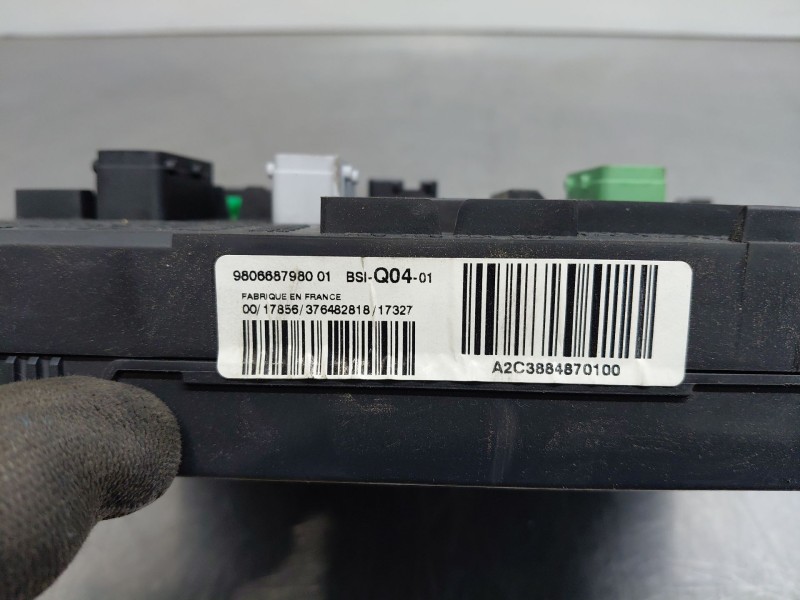 9806687980 01 BSI-Q04-01
FABRIQUE EN FRANCE
00/17856/376482818/17327
A2C3884870100